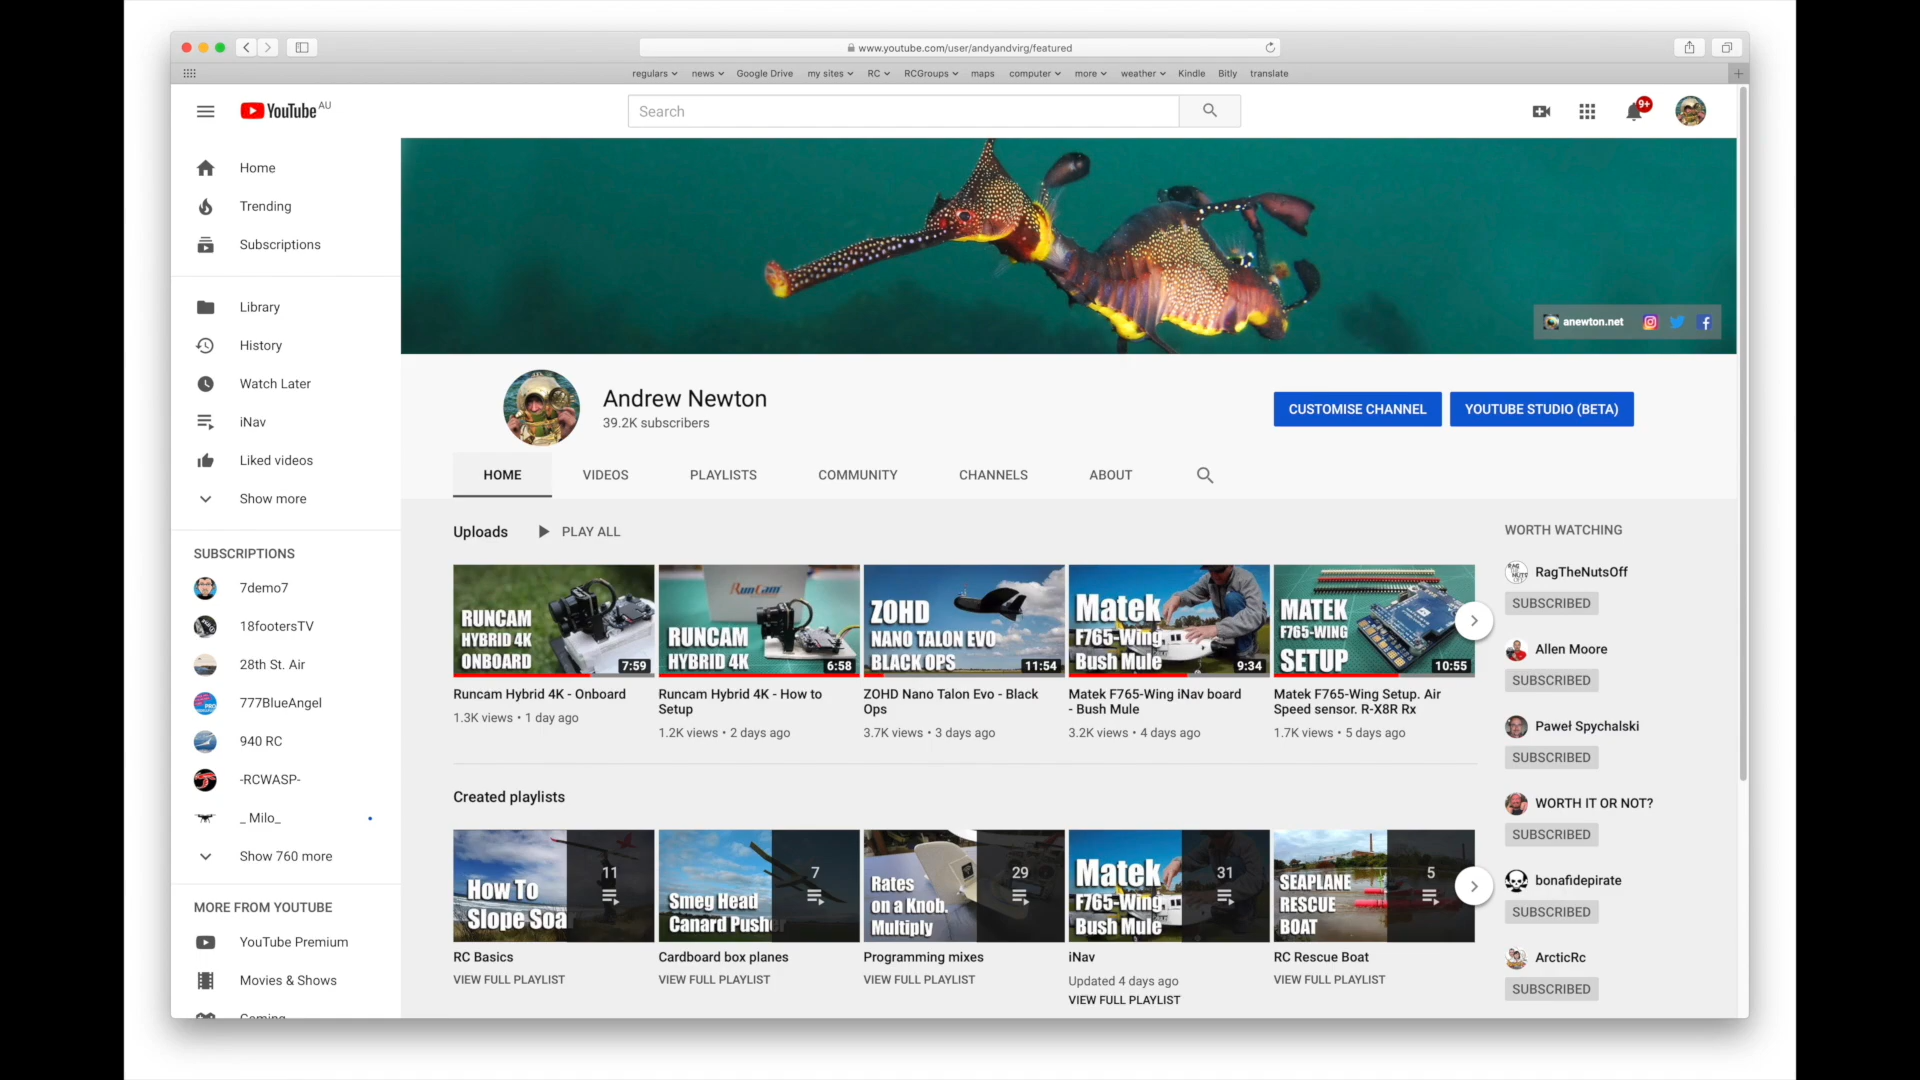 www.youtube.com/user/andyandvirg/featured
regulars news Google Drive my sites RC RCGroups maps computer more weather Kindle Bitly translate
YouTube AU
Search
9+
Home
Trending
Subscriptions
Library
History
Watch Later
iNav
Liked videos
Show more
SUBSCRIPTIONS
7demo7
18footersTV
28th St. Air
777BlueAngel
940 RC
-RCWASP-
_ Milo_
Show 760 more
MORE FROM YOUTUBE
YouTube Premium
Movies & Shows
Gaming
anewton.net
Andrew Newton
39.2K subscribers
CUSTOMISE CHANNEL
YOUTUBE STUDIO (BETA)
HOME VIDEOS PLAYLISTS COMMUNITY CHANNELS ABOUT
Uploads PLAY ALL
RUNCAM
HYBRID 4K
ONBOARD
7:59
Runcam Hybrid 4K - Onboard
1.3K views • 1 day ago
RunCam
RUNCAM
HYBRID 4K
6:58
Runcam Hybrid 4K - How to
Setup
1.2K views • 2 days ago
ZOHD
NANO TALON EVO
BLACK OPS
11:54
ZOHD Nano Talon Evo - Black
Ops
3.7K views • 3 days ago
Matek
F765-Wing
Bush Mule
9:34
Matek F765-Wing iNav board
- Bush Mule
3.2K views • 4 days ago
MATEK
F765-WING
SETUP
10:55
Matek F765-Wing Setup. Air
Speed sensor. R-X8R Rx
1.7K views • 5 days ago
Created playlists
How To
Slope Soa
11
RC Basics
VIEW FULL PLAYLIST
Smeg Head
Canard Pusher
7
Cardboard box planes
VIEW FULL PLAYLIST
Rates
on a Knob.
Multiply
29
Programming mixes
VIEW FULL PLAYLIST
Matek
F765-Wing
Bush Mule
31
iNav
Updated 4 days ago
VIEW FULL PLAYLIST
SEAPLANE
RESCUE
BOAT
5
RC Rescue Boat
VIEW FULL PLAYLIST
WORTH WATCHING
RagTheNutsOff
SUBSCRIBED
Allen Moore
SUBSCRIBED
Paweł Spychalski
SUBSCRIBED
WORTH IT OR NOT?
SUBSCRIBED
bonafidepirate
SUBSCRIBED
ArcticRc
SUBSCRIBED